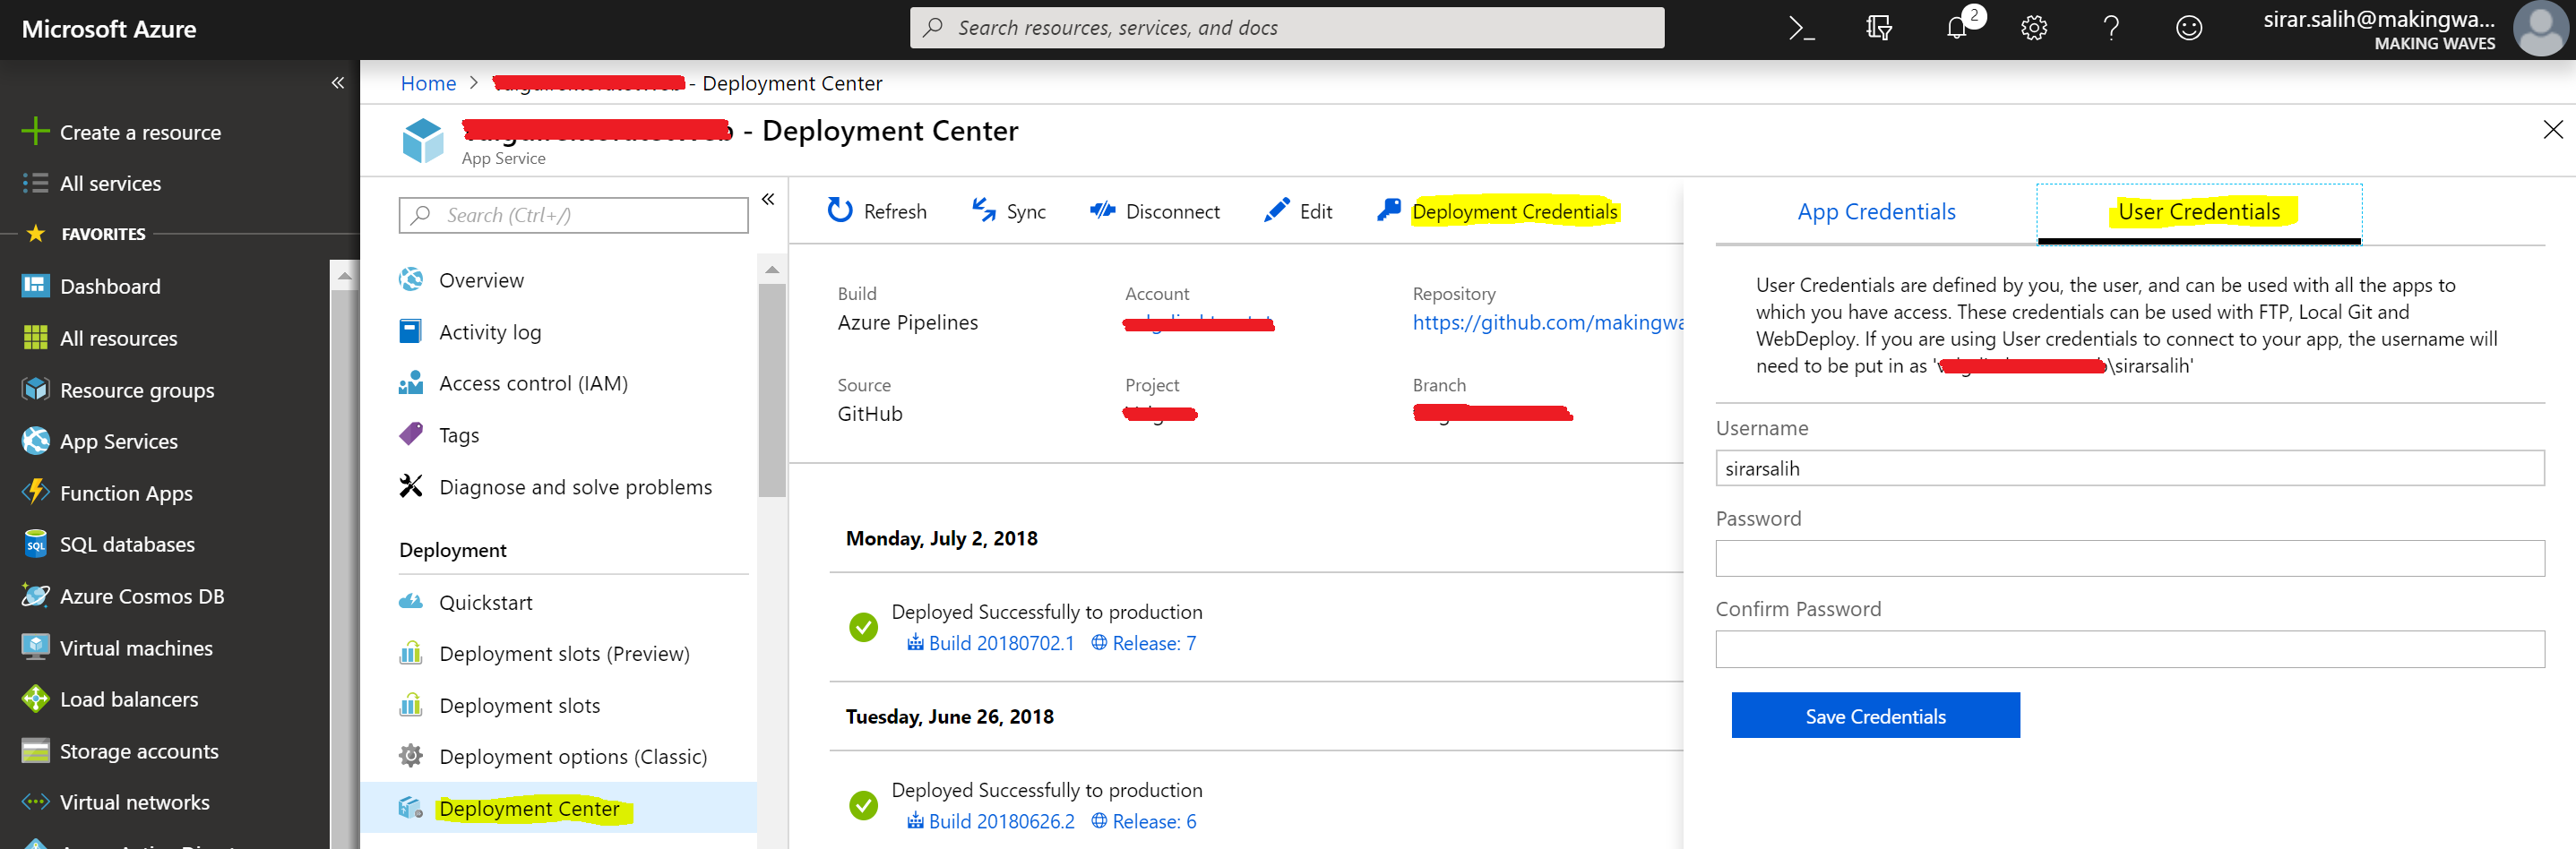 Microsoft Azure
Search resources, services, and docs
2
sirar.salih@makingwa...
MAKING WAVES
Create a resource
All services
FAVORITES
Dashboard
All resources
Resource groups
App Services
Function Apps
SQL databases
Azure Cosmos DB
Virtual machines
Load balancers
Storage accounts
Virtual networks
Home > - Deployment Center
- Deployment Center
App Service
Search (Ctrl+/)
Overview
Activity log
Access control (IAM)
Tags
Diagnose and solve problems
Deployment
Quickstart
Deployment slots (Preview)
Deployment slots
Deployment options (Classic)
Deployment Center
Refresh Sync Disconnect Edit Deployment Credentials
Build
Azure Pipelines
Account
Repository
https://github.com/makingwa
Source
GitHub
Project
Branch
Monday, July 2, 2018
Deployed Successfully to production
Build 20180702.1 Release: 7
Tuesday, June 26, 2018
Deployed Successfully to production
Build 20180626.2 Release: 6
App Credentials User Credentials
User Credentials are defined by you, the user, and can be used with all the apps to
which you have access. These credentials can be used with FTP, Local Git and
WebDeploy. If you are using User credentials to connect to your app, the username will
need to be put in as '\sirarsalih'
Username
sirarsalih
Password
Confirm Password
Save Credentials